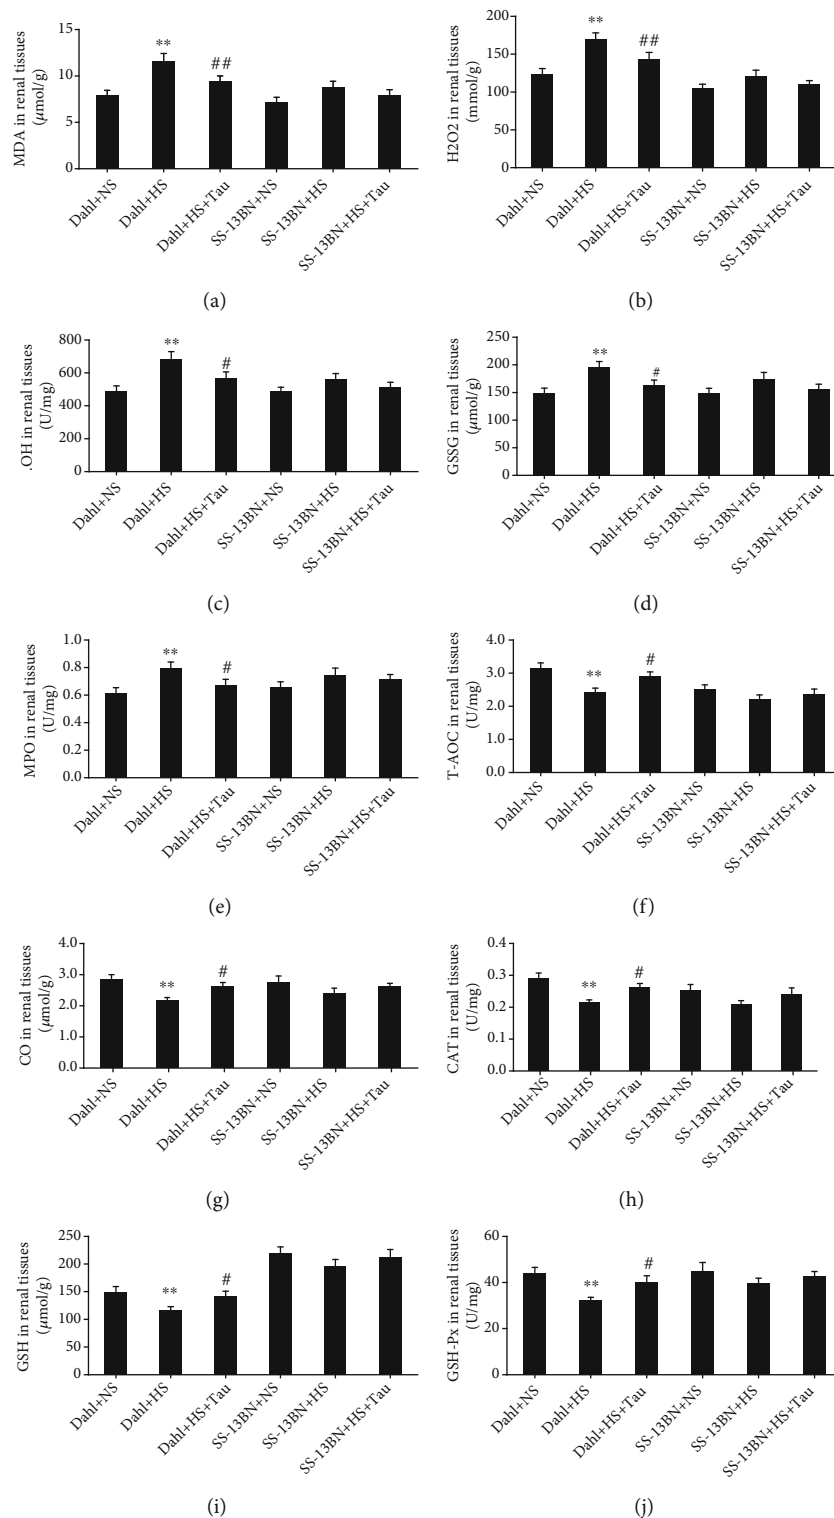 MDA in renal tissues
(μmol/g)
15
10
5
0
**
##
Dahl+NS
Dahl+HS
Dahl+HS+Tau
SS-13BN+NS
SS-13BN+HS
SS-13BN+HS+Tau
(a)
H2O2 in renal tissues
(mmol/g)
200
150
100
50
0
**
##
Dahl+NS
Dahl+HS
Dahl+HS+Tau
SS-13BN+NS
SS-13BN+HS
SS-13BN+HS+Tau
(b)
.OH in renal tissues
(U/mg)
800
600
400
200
0
**
#
Dahl+NS
Dahl+HS
Dahl+HS+Tau
SS-13BN+NS
SS-13BN+HS
SS-13BN+HS+Tau
(c)
GSSG in renal tissues
(μmol/g)
250
200
150
100
50
0
**
#
Dahl+NS
Dahl+HS
Dahl+HS+Tau
SS-13BN+NS
SS-13BN+HS
SS-13BN+HS+Tau
(d)
MPO in renal tissues
(U/mg)
1.0
0.8
0.6
0.4
0.2
0.0
**
#
Dahl+NS
Dahl+HS
Dahl+HS+Tau
SS-13BN+NS
SS-13BN+HS
SS-13BN+HS+Tau
(e)
T-AOC in renal tissues
(U/mg)
4.0
3.0
2.0
1.0
0.0
**
#
Dahl+NS
Dahl+HS
Dahl+HS+Tau
SS-13BN+NS
SS-13BN+HS
SS-13BN+HS+Tau
(f)
CO in renal tissues
(μmol/g)
4.0
3.0
2.0
1.0
0.0
**
#
Dahl+NS
Dahl+HS
Dahl+HS+Tau
SS-13BN+NS
SS-13BN+HS
SS-13BN+HS+Tau
(g)
CAT in renal tissues
(U/mg)
0.4
0.3
0.2
0.1
0.0
**
#
Dahl+NS
Dahl+HS
Dahl+HS+Tau
SS-13BN+NS
SS-13BN+HS
SS-13BN+HS+Tau
(h)
GSH in renal tissues
(μmol/g)
250
200
150
100
50
0
**
#
Dahl+NS
Dahl+HS
Dahl+HS+Tau
SS-13BN+NS
SS-13BN+HS
SS-13BN+HS+Tau
(i)
GSH-Px in renal tissues
(U/mg)
60
40
20
0
**
#
Dahl+NS
Dahl+HS
Dahl+HS+Tau
SS-13BN+NS
SS-13BN+HS
SS-13BN+HS+Tau
(j)